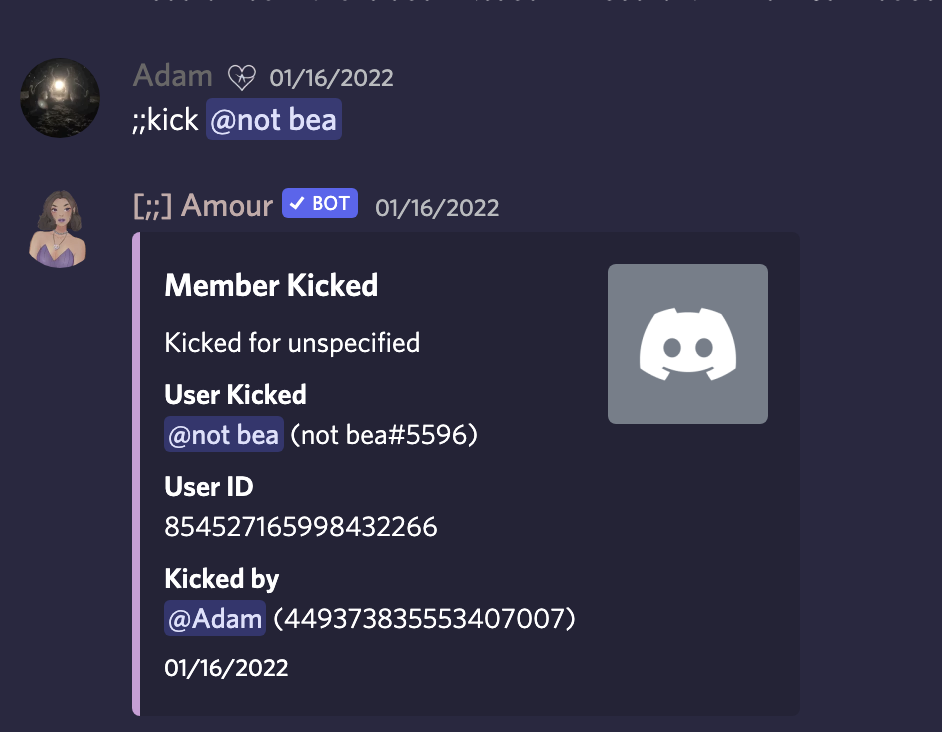 Adam 01/16/2022
;;kick @not bea
[;;] Amour ✓ BOT 01/16/2022
Member Kicked
Kicked for unspecified
User Kicked
@not bea (not bea#5596)
User ID
854527165998432266
Kicked by
@Adam (449373835553407007)
01/16/2022